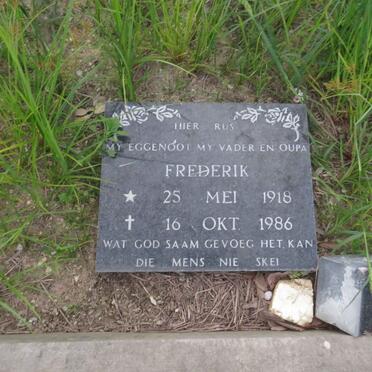 HIER RUS
MY EGGENOOT MY VADER EN OUPA
FREDERIK
★ 25 MEI 1918
✝ 16 OKT. 1986
WAT GOD SAAM GEVOEG HET, KAN
DIE MENS NIE SKEI